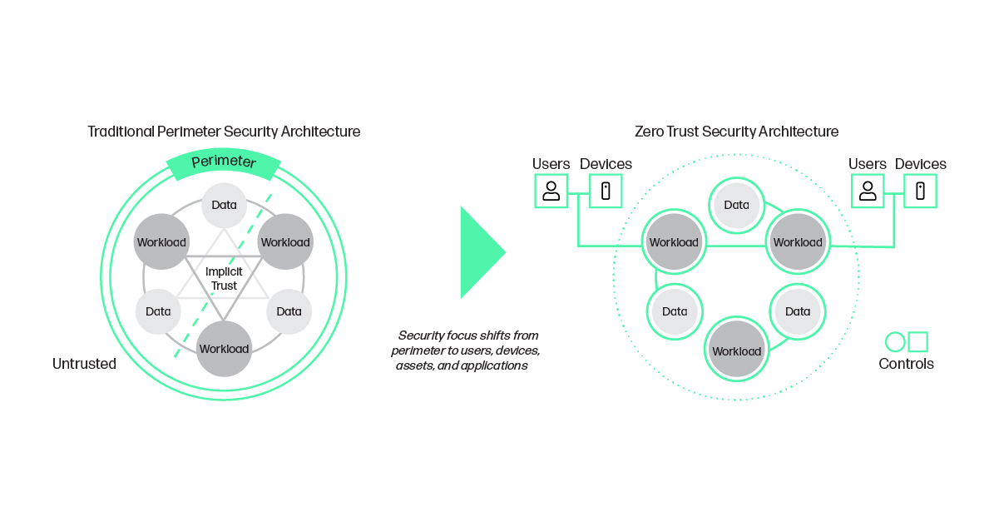 Traditional Perimeter Security Architecture
Perimeter
Data
Workload
Workload
Implicit
Trust
Data
Data
Workload
Untrusted
Security focus shifts from
perimeter to users, devices,
assets, and applications
Zero Trust Security Architecture
Users Devices
Users Devices
Data
Workload
Workload
Data
Data
Workload
Controls